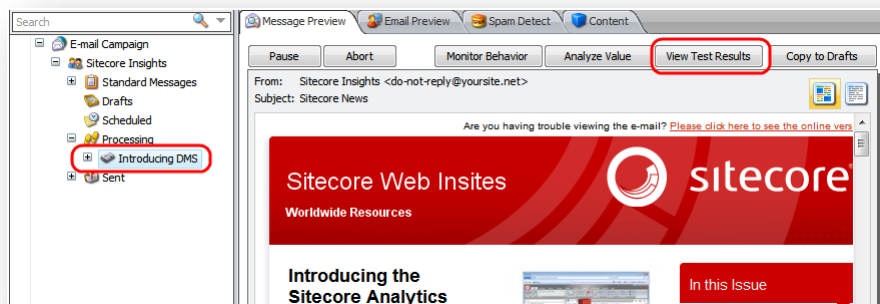 Search
E-mail Campaign
Sitecore Insights
Standard Messages
Drafts
Scheduled
Processing
Introducing DMS
Sent
Message Preview Email Preview Spam Detect Content
Pause Abort Monitor Behavior Analyze Value View Test Results Copy to Drafts
From: Sitecore Insights <do-not-reply@yoursite.net>
Subject: Sitecore News
Are you having trouble viewing the e-mail? Please click here to see the online vers
Sitecore Web Insites
Worldwide Resources
sitecore
Introducing the
Sitecore Analytics
In this Issue